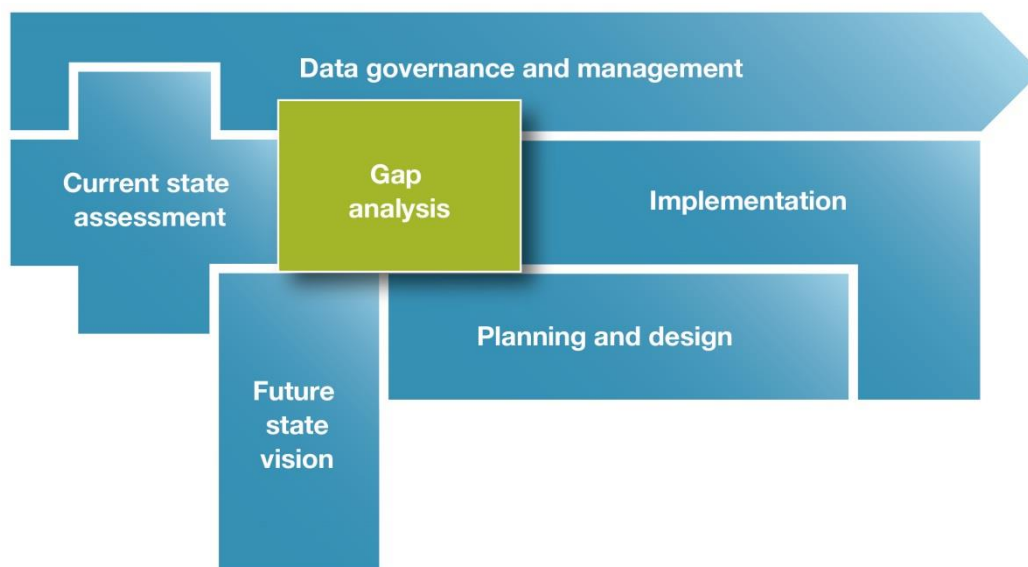 Data governance and management
Current state
assessment
Gap
analysis
Implementation
Planning and design
Future
state
vision